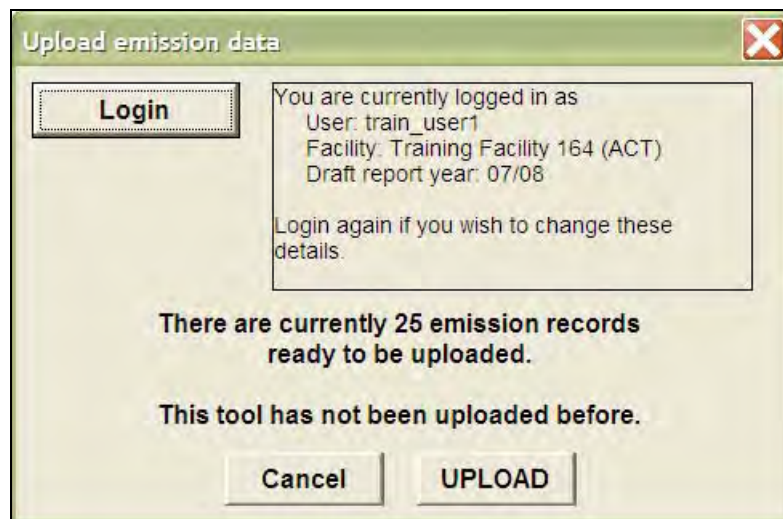 Upload emission data
Login
You are currently logged in as
User: train_user1
Facility: Training Facility 164 (ACT)
Draft report year: 07/08
Login again if you wish to change these
details.
There are currently 25 emission records
ready to be uploaded.
This tool has not been uploaded before.
Cancel
UPLOAD